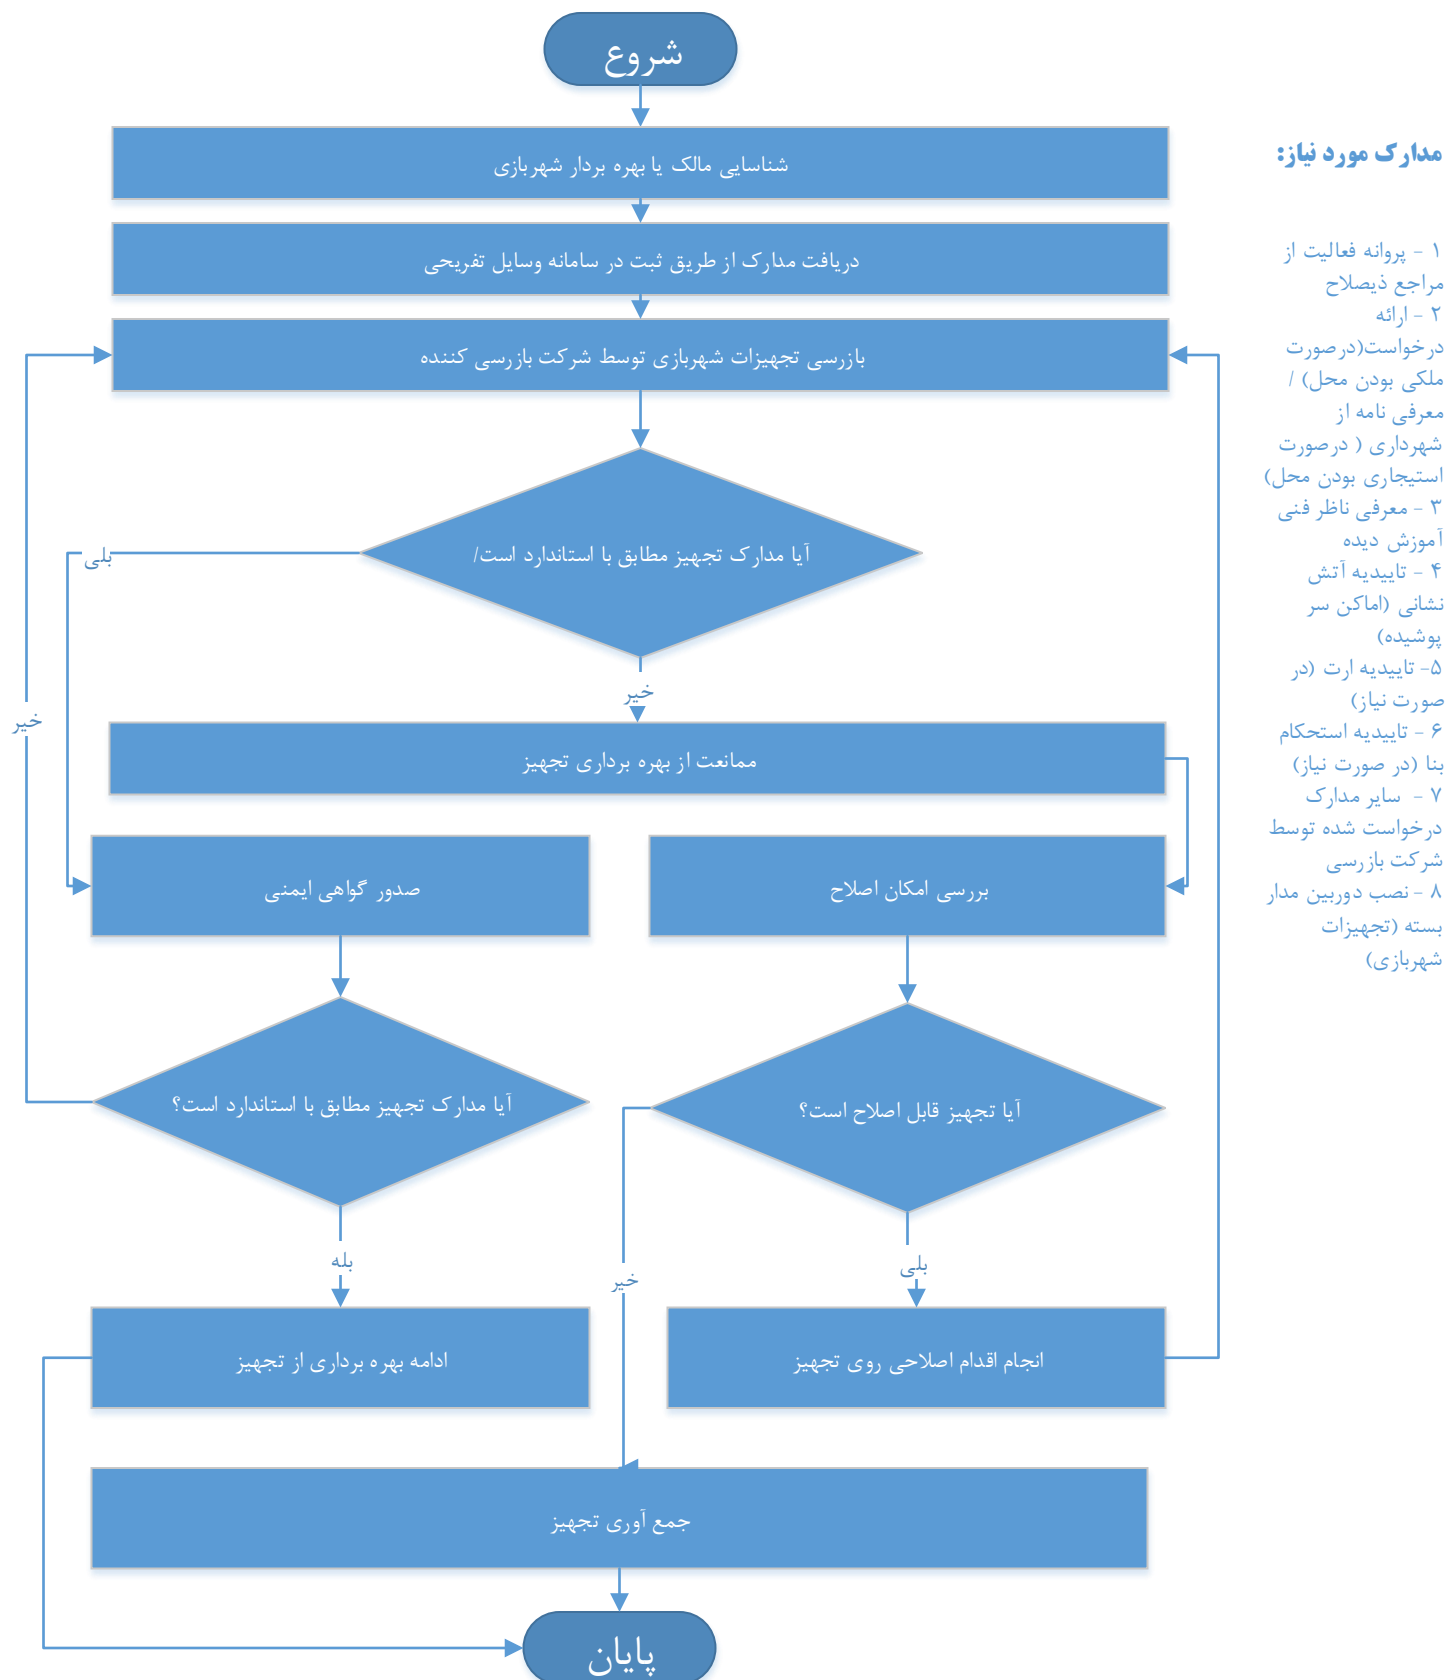 شروع
شناسایی مالک یا بهره بردار شهربازی
دریافت مدارک از طریق ثبت در سامانه وسایل تفریحی
بازرسی تجهیزات شهربازی توسط شرکت بازرسی کننده
آیا مدارک تجهیز مطابق با استاندارد است/
بلی
خیر
خیر
ممانعت از بهره برداری تجهیز
بررسی امکان اصلاح
صدور گواهی ایمنی
آیا تجهیز قابل اصلاح است؟
آیا مدارک تجهیز مطابق با استاندارد است؟
بلی
خیر
بله
انجام اقدام اصلاحی روی تجهیز
ادامه بهره برداری از تجهیز
جمع آوری تجهیز
پایان
مدارک مورد نیاز:
۱ - پروانه فعالیت از
مراجع ذیصلاح
۲ - ارائه
درخواست(درصورت
ملکی بودن محل) /
معرفی نامه از
شهرداری ( درصورت
استیجاری بودن محل)
۳ - معرفی ناظر فنی
آموزش دیده
۴ - تاییدیه آتش
نشانی (اماکن سر
پوشیده)
۵- تاییدیه ارت (در
صورت نیاز)
۶ - تاییدیه استحکام
بنا (در صورت نیاز)
۷ - سایر مدارک
درخواست شده توسط
شرکت بازرسی
۸ - نصب دوربین مدار
بسته (تجهیزات
شهربازی)